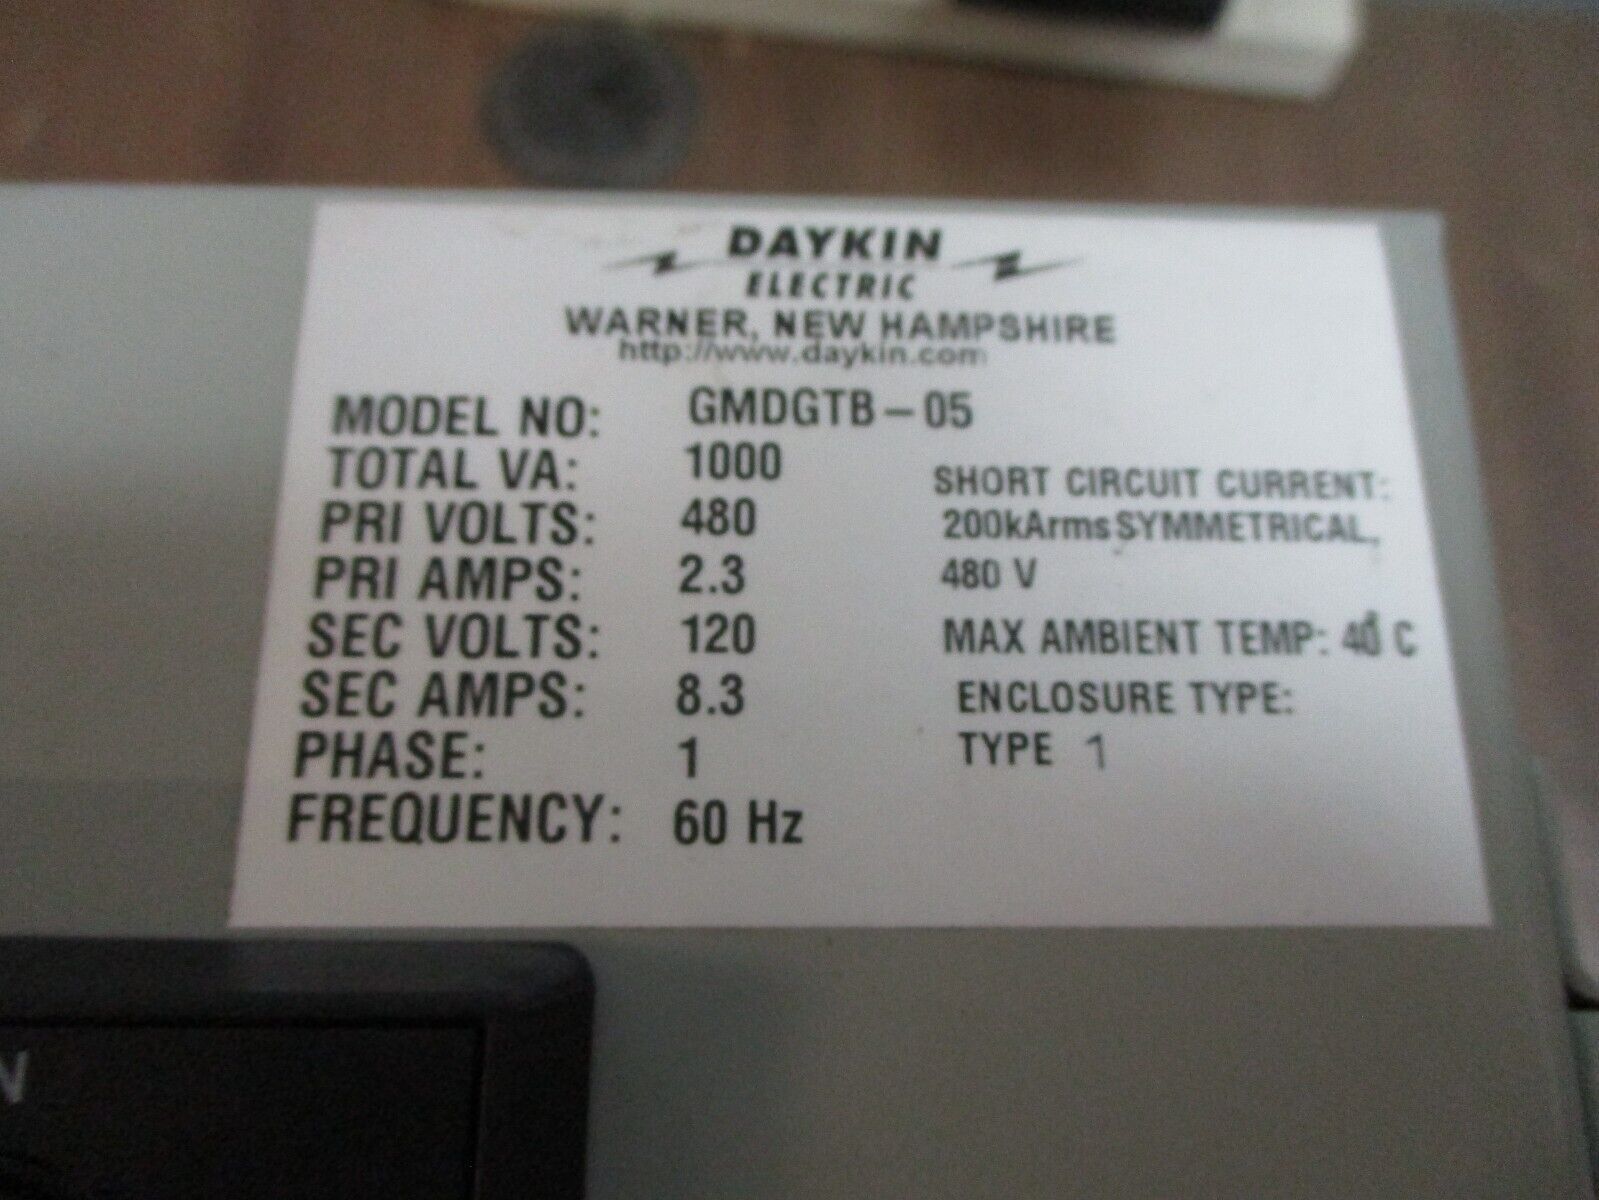 DAYKIN
ELECTRIC
WARNER, NEW HAMPSHIRE
http://www.daykin.com
MODEL NO: GMDGTB-05
TOTAL VA: 1000
PRI VOLTS: 480
PRI AMPS: 2.3
SEC VOLTS: 120
SEC AMPS: 8.3
PHASE: 1
FREQUENCY: 60 Hz
SHORT CIRCUIT CURRENT:
200kArms SYMMETRICAL,
480 V
MAX AMBIENT TEMP: 40° C
ENCLOSURE TYPE:
TYPE 1
N